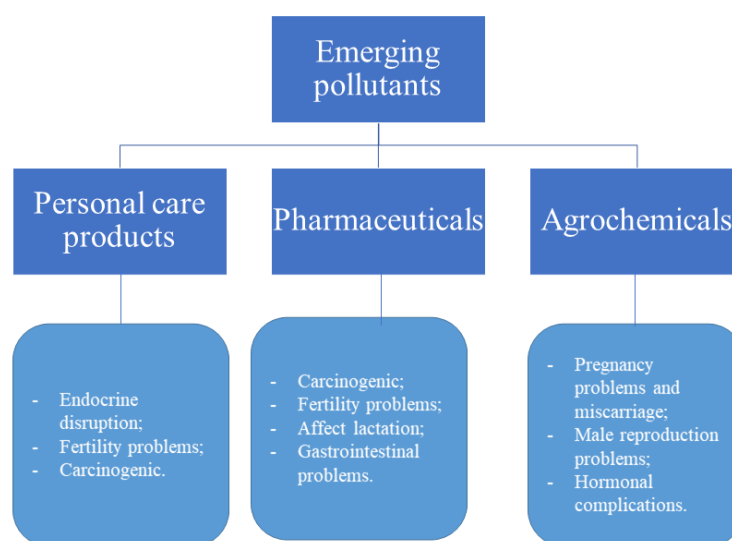 Emerging
pollutants
Personal care
products
Pharmaceuticals
Agrochemicals
- Endocrine
disruption;
- Fertility problems;
- Carcinogenic.
- Carcinogenic;
- Fertility problems;
- Affect lactation;
- Gastrointestinal
problems.
- Pregnancy
problems and
miscarriage;
- Male reproduction
problems;
- Hormonal
complications.